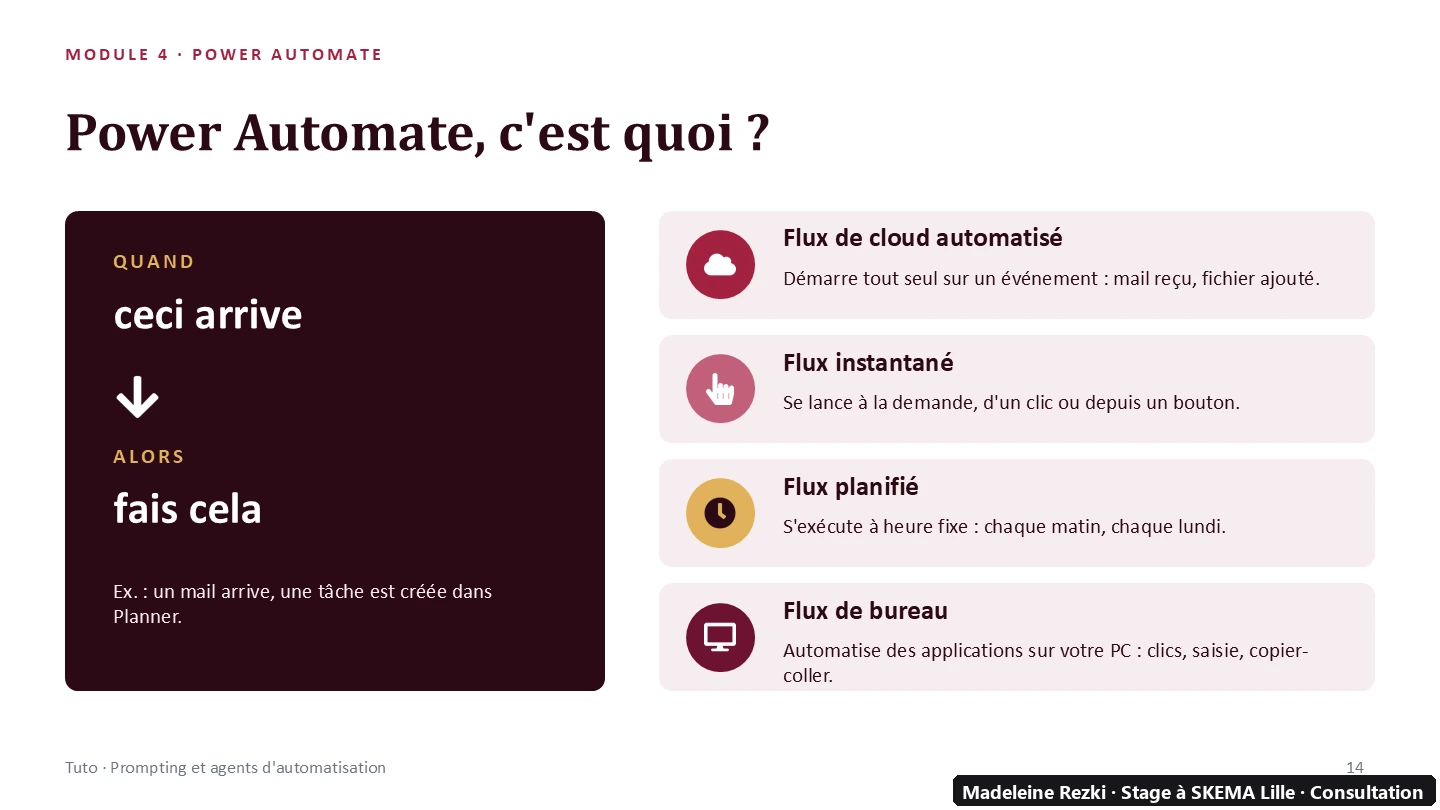 MODULE 4 · POWER AUTOMATE
Power Automate, c'est quoi ?
QUAND
ceci arrive
ALORS
fais cela
Ex. : un mail arrive, une tâche est créée dans
Planner.
Flux de cloud automatisé
Démarre tout seul sur un événement : mail reçu, fichier ajouté.
Flux instantané
Se lance à la demande, d'un clic ou depuis un bouton.
Flux planifié
S'exécute à heure fixe : chaque matin, chaque lundi.
Flux de bureau
Automatise des applications sur votre PC : clics, saisie, copier-
coller.
Tuto · Prompting et agents d'automatisation
14
Madeleine Rezki · Stage à SKEMA Lille · Consultation